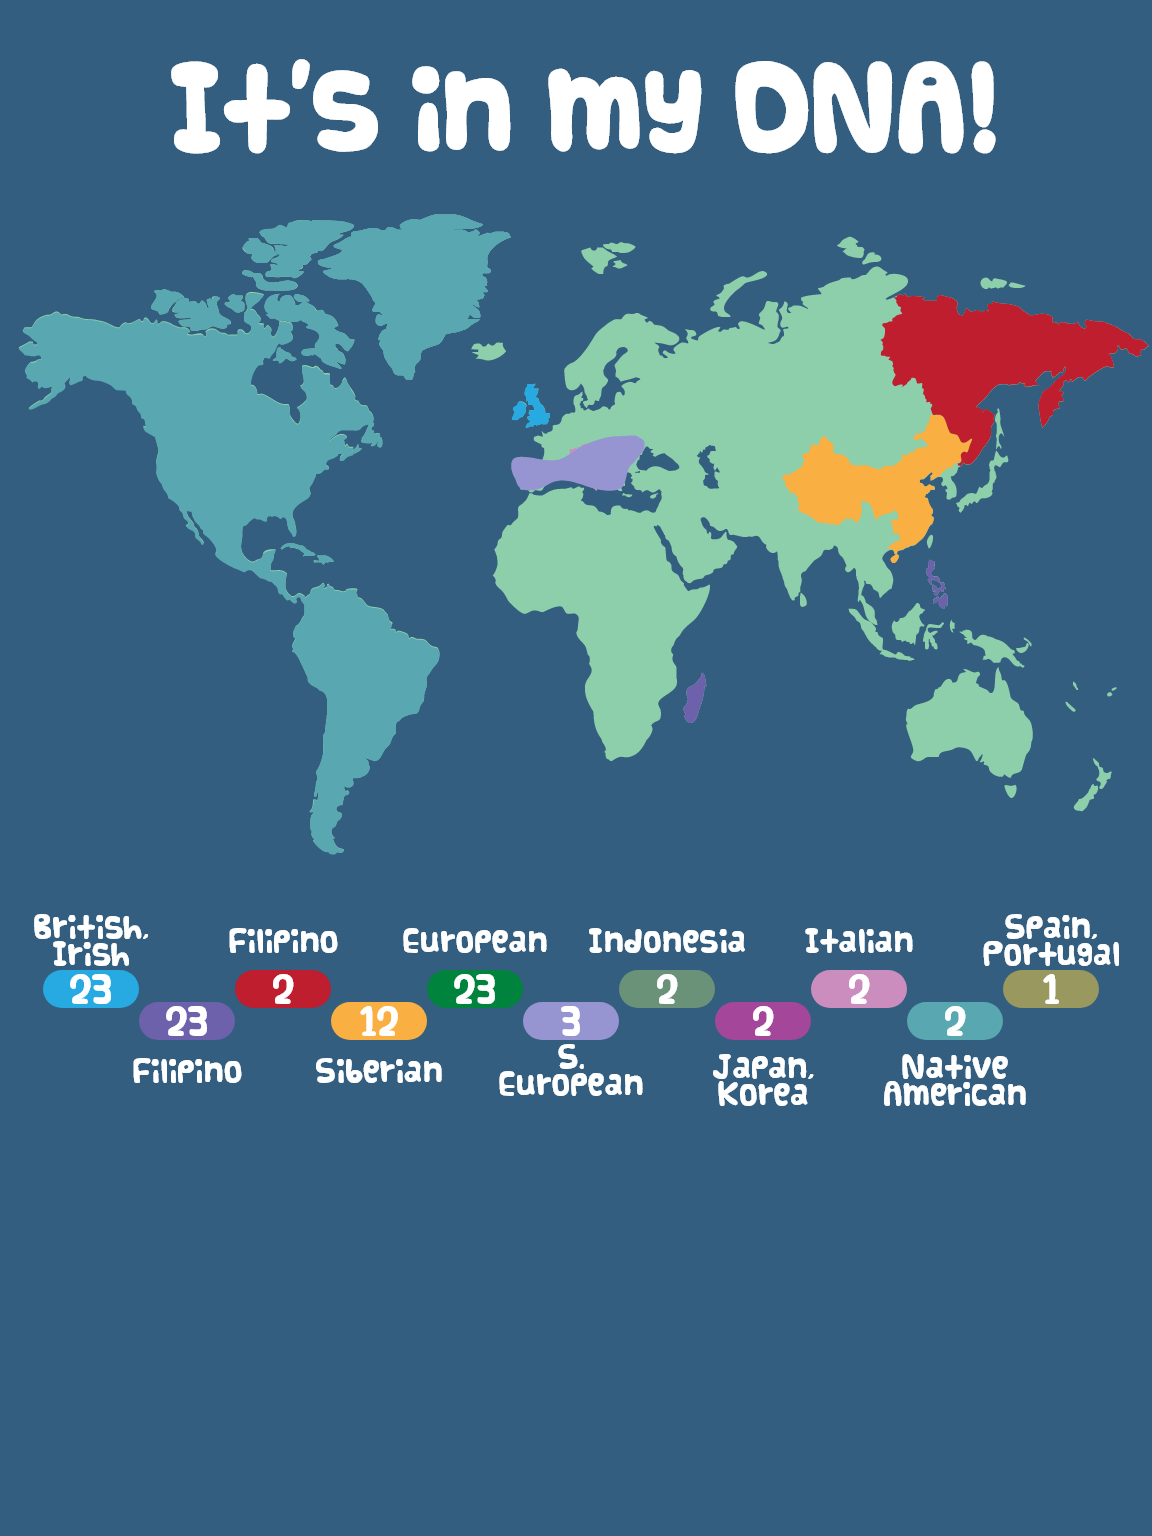 It's in my DNA!
British,
Irish
Filipino
European
Indonesia
Italian
Spain,
Portugal
23
2
23
2
2
1
23
12
3
2
2
Filipino
Siberian
S.
European
Japan,
Korea
Native
American